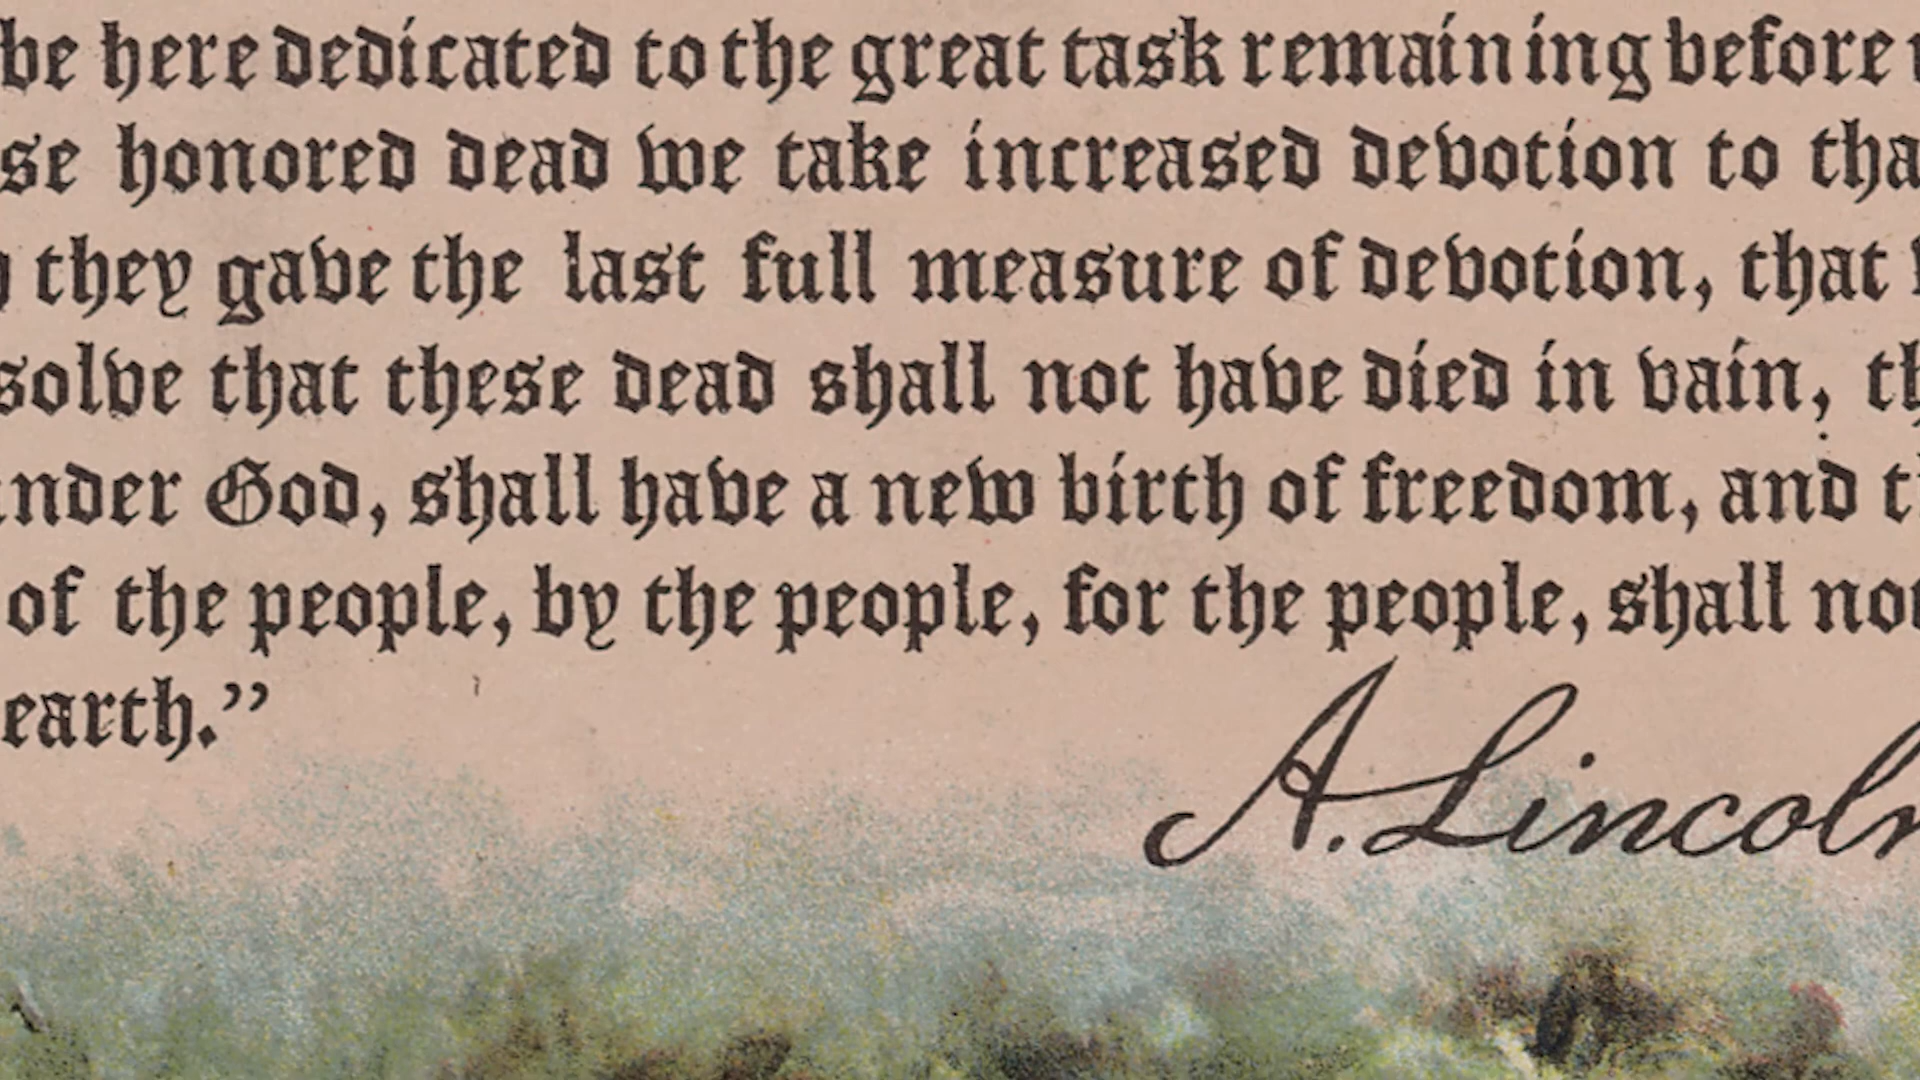 be here dedicated to the great task remaining before
se honored dead we take increased devotion to tha
they gave the last full measure of devotion, that
solve that these dead shall not have died in vain, th
nder God, shall have a new birth of freedom, and t
of the people, by the people, for the people, shall not
earth.”
A. Lincoln